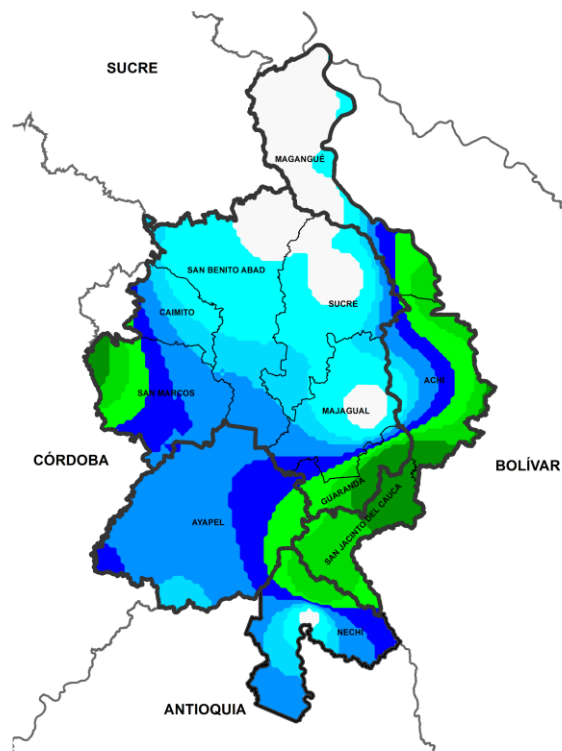 SUCRE
MAGANGUÉ
SAN BENITO ABAD
CAIMITO
SUCRE
ACHÍ
SAN MARCOS
MAJAGUAL
CÓRDOBA
BOLÍVAR
GUARANDA
AYAPEL
SAN JACINTO DEL CAUCA
NECHÍ
ANTIOQUIA